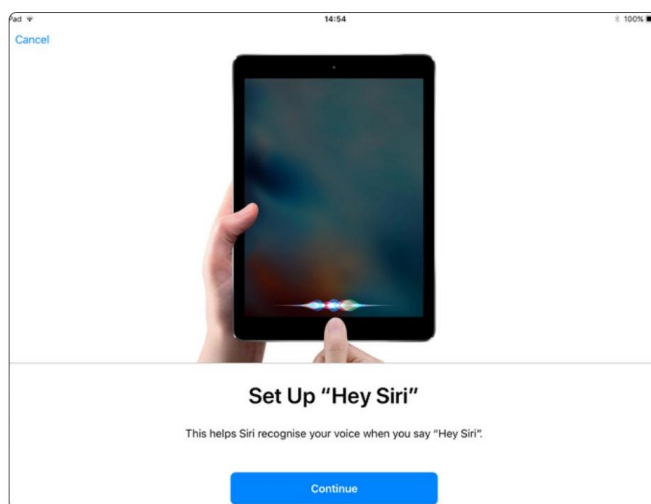 Pad 14:54 100%
Cancel
Set Up “Hey Siri”
This helps Siri recognise your voice when you say “Hey Siri”.
Continue